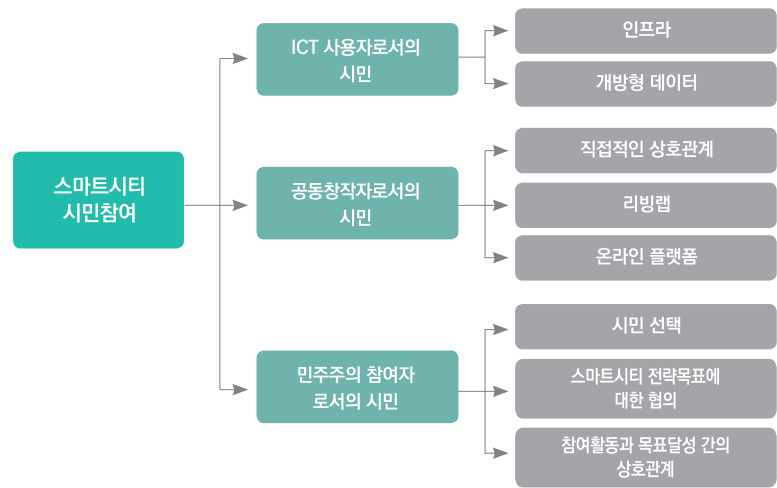 스마트시티
시민참여
ICT 사용자로서의
시민
인프라
개방형 데이터
공동창작자로서의
시민
직접적인 상호관계
리빙랩
온라인 플랫폼
민주주의 참여자
로서의 시민
시민 선택
스마트시티 전략목표에
대한 협의
참여활동과 목표달성 간의
상호관계